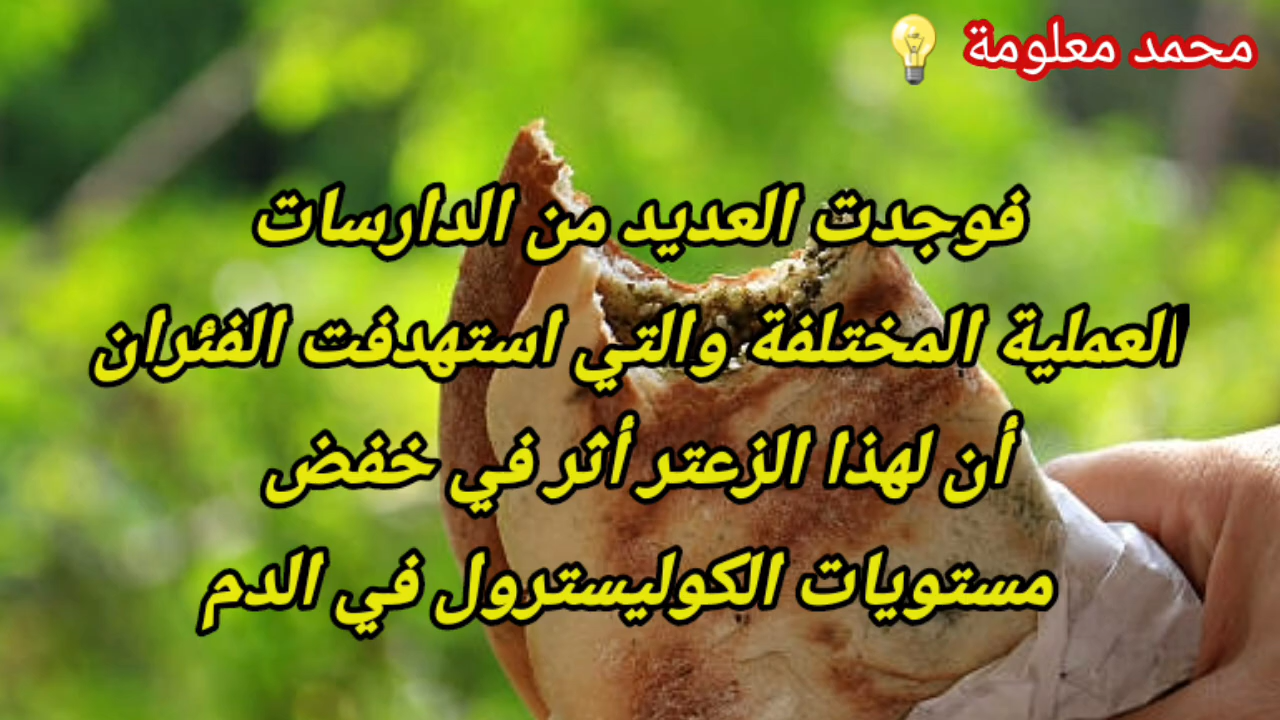 محمد معلومة
فوجدت العديد من الدارسات
العملية المختلفة والتي استهدفت الفئران
أن لهذا الزعتر أثر في خفض
مستويات الكوليسترول في الدم